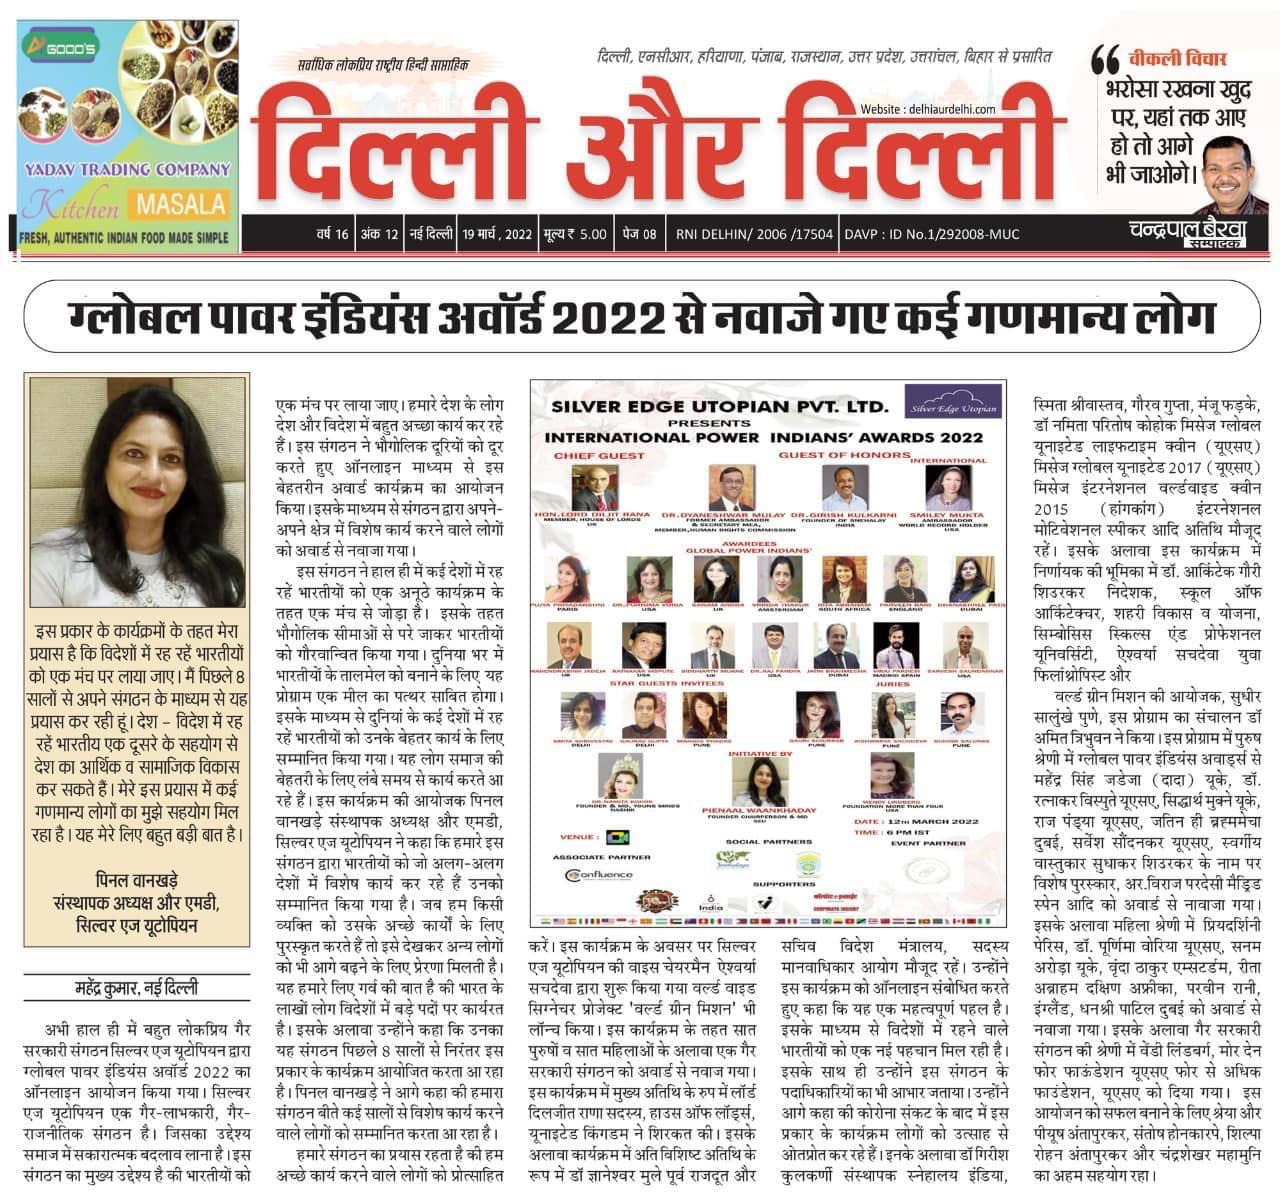 GOOD'S
YADAV TRADING COMPANY
Kitchen MASALA
FRESH, AUTHENTIC INDIAN FOOD MADE SIMPLE
सर्वाधिक लोकप्रिय राष्ट्रीय हिन्दी साप्ताहिक
दिल्ली, एनसीआर, हरियाणा, पंजाब, राजस्थान, उत्तर प्रदेश, उत्तरांचल, बिहार से प्रसारित
Website : delhiaurdelhi.com
दिल्ली और दिल्ली
वर्ष 16 अंक 12 नई दिल्ली 19 मार्च , 2022 मूल्य ₹ 5.00 पेज 08 RNI DELHIN/ 2006 /17504 DAVP : ID No.1/292008-MUC
वीकली विचार
भरोसा रखना खुद
पर, यहां तक आए
हो तो आगे
भी जाओगे।
चन्द्रपाल बैरवा
सम्पादक
ग्लोबल पावर इंडियंस अवॉर्ड 2022 से नवाजे गए कई गणमान्य लोग
इस प्रकार के कार्यक्रमों के तहत मेरा
प्रयास है कि विदेशों में रह रहें भारतीयों
को एक मंच पर लाया जाए। मैं पिछले 8
सालों से अपने संगठन के माध्यम से यह
प्रयास कर रही हूं। देश – विदेश में रह
रहें भारतीय एक दूसरे के सहयोग से
देश का आर्थिक व सामाजिक विकास
कर सकते हैं। मेरे इस प्रयास में कई
गणमान्य लोगों का मुझे सहयोग मिल
रहा है। यह मेरे लिए बहुत बड़ी बात है।
पिनल वानखड़े
संस्थापक अध्यक्ष और एमडी,
सिल्वर एज यूटोपियन
महेंद्र कुमार, नई दिल्ली
अभी हाल ही में बहुत लोकप्रिय गैर
सरकारी संगठन सिल्वर एज यूटोपियन द्वारा
ग्लोबल पावर इंडियंस अवॉर्ड 2022 का
ऑनलाइन आयोजन किया गया। सिल्वर
एज यूटोपियन एक गैर-लाभकारी, गैर-
राजनीतिक संगठन है। जिसका उद्देश्य
समाज में सकारात्मक बदलाव लाना है। इस
संगठन का मुख्य उद्देश्य है की भारतीयों को
एक मंच पर लाया जाए। हमारे देश के लोग
देश और विदेश में बहुत अच्छा कार्य कर रहे
हैं। इस संगठन ने भौगोलिक दूरियों को दूर
करते हुए ऑनलाइन माध्यम से इस
बेहतरीन अवार्ड कार्यक्रम का आयोजन
किया। इसके माध्यम से संगठन द्वारा अपने-
अपने क्षेत्र में विशेष कार्य करने वाले लोगों
को अवार्ड से नवाजा गया।
इस संगठन ने हाल ही में कई देशों में रह
रहें भारतीयों को एक अनूठे कार्यक्रम के
तहत एक मंच से जोड़ा है। इसके तहत
भौगोलिक सीमाओं से परे जाकर भारतीयों
को गौरवान्वित किया गया। दुनिया भर में
भारतीयों के तालमेल को बनाने के लिए यह
प्रोग्राम एक मील का पत्थर साबित होगा।
इसके माध्यम से दुनियां के कई देशों में रह
रहें भारतीयों को उनके बेहतर कार्य के लिए
सम्मानित किया गया। यह लोग समाज की
बेहतरी के लिए लंबे समय से कार्य करते आ
रहे हैं। इस कार्यक्रम की आयोजक पिनल
वानखड़े संस्थापक अध्यक्ष और एमडी,
सिल्वर एज यूटोपियन ने कहा कि हमारे इस
संगठन द्वारा भारतीयों को जो अलग-अलग
देशों में विशेष कार्य कर रहे हैं उनको
सम्मानित किया गया है। जब हम किसी
व्यक्ति को उसके अच्छे कार्यों के लिए
पुरस्कृत करते हैं तो इसे देखकर अन्य लोगों
को भी आगे बढ़ने के लिए प्रेरणा मिलती है।
यह हमारे लिए गर्व की बात है की भारत के
लाखों लोग विदेशों में बड़े पदों पर कार्यरत
है। इसके अलावा उन्होंने कहा कि उनका
यह संगठन पिछले 8 सालों से निरंतर इस
प्रकार के कार्यक्रम आयोजित करता आ रहा
है। पिनल वानखड़े ने आगे कहा की हमारा
संगठन बीते कई सालों से विशेष कार्य करने
वाले लोगों को सम्मानित करता आ रहा है।
हमारे संगठन का प्रयास रहता है की हम
अच्छे कार्य करने वाले लोगों को प्रोत्साहित
Silver Edge Utopian
SILVER EDGE UTOPIAN PVT. LTD.
PRESENTS
INTERNATIONAL POWER INDIANS' AWARDS 2022
CHIEF GUEST GUEST OF HONORS INTERNATIONAL
HON.LORD DILJIT RANA
MEMBER, HOUSE OF LORDS
UK
DR.DYANESHWAR MULAY
FORMER AMBASSADOR
& SECRETARY MEA,
MEMBER,HUMAN RIGHTS COMMISSION
DR.GIRISH KULKARNI
FOUNDER OF SNEHALAY
INDIA
SMILEY MUKTA
AMBASSADOR
WORLD RECORD HOLDER
USA
AWARDEES
GLOBAL POWER INDIANS'
PUJYA PRIYADARSHINI
PARIS
DR.PURNIMA VORIA
USA
SANAM ARORA
UK
VRINDA THAKUR
AMSTERDAM
RITA ABRAHAM
SOUTH AFRICA
PARVEEN RANI
ENGLAND
DHANASHREE PATIL
DUBAI
MAHENDRASINH JADEJA
UK
RATNAKAR VISPUTE
USA
SIDDHARTH MUKNE
UK
DR.RAJ PANDYA
USA
JATIN BRAHMECHA
DUBAI
VIRAJ PARDESI
MADRID SPAIN
SARVESH SAUNDANKAR
USA
STAR GUESTS INVITEES JURIES
SMITA SHRIVASTAV
DELHI
GAURAV GUPTA
DELHI
MANJU PHADKE
PUNE
GAURI SHIURKAR
PUNE
AISHWARYA SACHDEVA
PUNE
SUDHIR SALUNKE
PUNE
INITIATIVE BY
DR.NAMITA KOHOK
FOUNDER & MD, YOUNG MINDS
NASHIK
PIENAAL WAANKHADAY
FOUNDER CHAIRPERSON & MD
SEU
WENDY LINDBERG
FOUNDATION MORE THAN FOUR
USA
DATE : 12TH MARCH 2022
TIME : 6 PM IST
VENUE :
SOCIAL PARTNERS
EVENT PARTNER
ASSOCIATE PARTNER
Confluence
SUPPORTERS
India
करें। इस कार्यक्रम के अवसर पर सिल्वर
एज यूटोपियन की वाइस चेयरमैन ऐश्वर्या
सचदेवा द्वारा शुरू किया गया वर्ल्ड वाइड
सिग्नेचर प्रोजेक्ट 'वर्ल्ड ग्रीन मिशन' भी
लॉन्च किया। इस कार्यक्रम के तहत सात
पुरुषों व सात महिलाओं के अलावा एक गैर
सरकारी संगठन को अवार्ड से नवाज गया।
इस कार्यक्रम में मुख्य अतिथि के रुप में लॉर्ड
दिलजीत राणा सदस्य, हाउस ऑफ लॉर्ड्स,
यूनाइटेड किंगडम ने शिरकत की। इसके
अलावा कार्यक्रम में अति विशिष्ट अतिथि के
रूप में डॉ ज्ञानेश्वर मुले पूर्व राजदूत और
सचिव विदेश मंत्रालय, सदस्य
मानवाधिकार आयोग मौजूद रहें। उन्होंने
इस कार्यक्रम को ऑनलाइन संबोधित करते
हुए कहा कि यह एक महत्वपूर्ण पहल है।
इसके माध्यम से विदेशों में रहने वाले
भारतीयों को एक नई पहचान मिल रही है।
इसके साथ ही उन्होंने इस संगठन के
पदाधिकारियों का भी आभार जताया। उन्होंने
आगे कहा की कोरोना संकट के बाद में इस
प्रकार के कार्यक्रम लोगों को उत्साह से
ओतप्रोत कर रहे हैं। इनके अलावा डॉ गिरीश
कुलकर्णी संस्थापक स्नेहालय इंडिया,
स्मिता श्रीवास्तव, गौरव गुप्ता, मंजू फड़के,
डॉ नमिता परितोष कोहोक मिसेज ग्लोबल
यूनाइटेड लाइफटाइम क्वीन (यूएसए)
मिसेज ग्लोबल यूनाइटेड 2017 (यूएसए)
मिसेज इंटरनेशनल वर्ल्डवाइड क्वीन
2015 (हांगकांग) इंटरनेशनल
मोटिवेशनल स्पीकर आदि अतिथि मौजूद
रहें। इसके अलावा इस कार्यक्रम में
निर्णायक की भूमिका में डॉ. आर्किटेक गौरी
शिउरकर निदेशक, स्कूल ऑफ
आर्किटेक्चर, शहरी विकास व योजना,
सिम्बोसिस स्किल्स एंड प्रोफेशनल
यूनिवर्सिटी, ऐश्वर्या सचदेवा युवा
फिलांथ्रोपिस्ट और
वर्ल्ड ग्रीन मिशन की आयोजक, सुधीर
सालुंखे पुणे, इस प्रोग्राम का संचालन डॉ
अमित त्रिभुवन ने किया। इस प्रोग्राम में पुरुष
श्रेणी में ग्लोबल पावर इंडियंस अवार्ड्स से
महेंद्र सिंह जडेजा (दादा) यूके, डॉ.
रत्नाकर विस्पुते यूएसए, सिद्धार्थ मुक्ने यूके,
राज पंड्या यूएसए, जतिन ही ब्रह्ममेचा
दुबई, सर्वेश सौंदनकर यूएसए, स्वर्गीय
वास्तुकार सुधाकर शिउरकर के नाम पर
विशेष पुरस्कार, अर.विराज परदेसी मैड्रिड
स्पेन आदि को अवार्ड से नावाजा गया।
इसके अलावा महिला श्रेणी में प्रियदर्शिनी
पेरिस, डॉ. पूर्णिमा वोरिया यूएसए, सनम
अरोड़ा यूके, वृंदा ठाकुर एम्सटर्डम, रीता
अब्राहम दक्षिण अफ्रीका, परवीन रानी,
इंग्लैंड, धनश्री पाटिल दुबई को अवार्ड से
नवाजा गया। इसके अलावा गैर सरकारी
संगठन की श्रेणी में वेंडी लिंडबर्ग, मोर देन
फोर फाऊंडेशन यूएसए फोर से अधिक
फाउंडेशन, यूएसए को दिया गया। इस
आयोजन को सफल बनाने के लिए श्रेया और
पीयूष अंतापुरकर, संतोष होनकारपे, शिल्पा
रोहन अंतापुरकर और चंद्रशेखर महामुनि
का अहम सहयोग रहा।